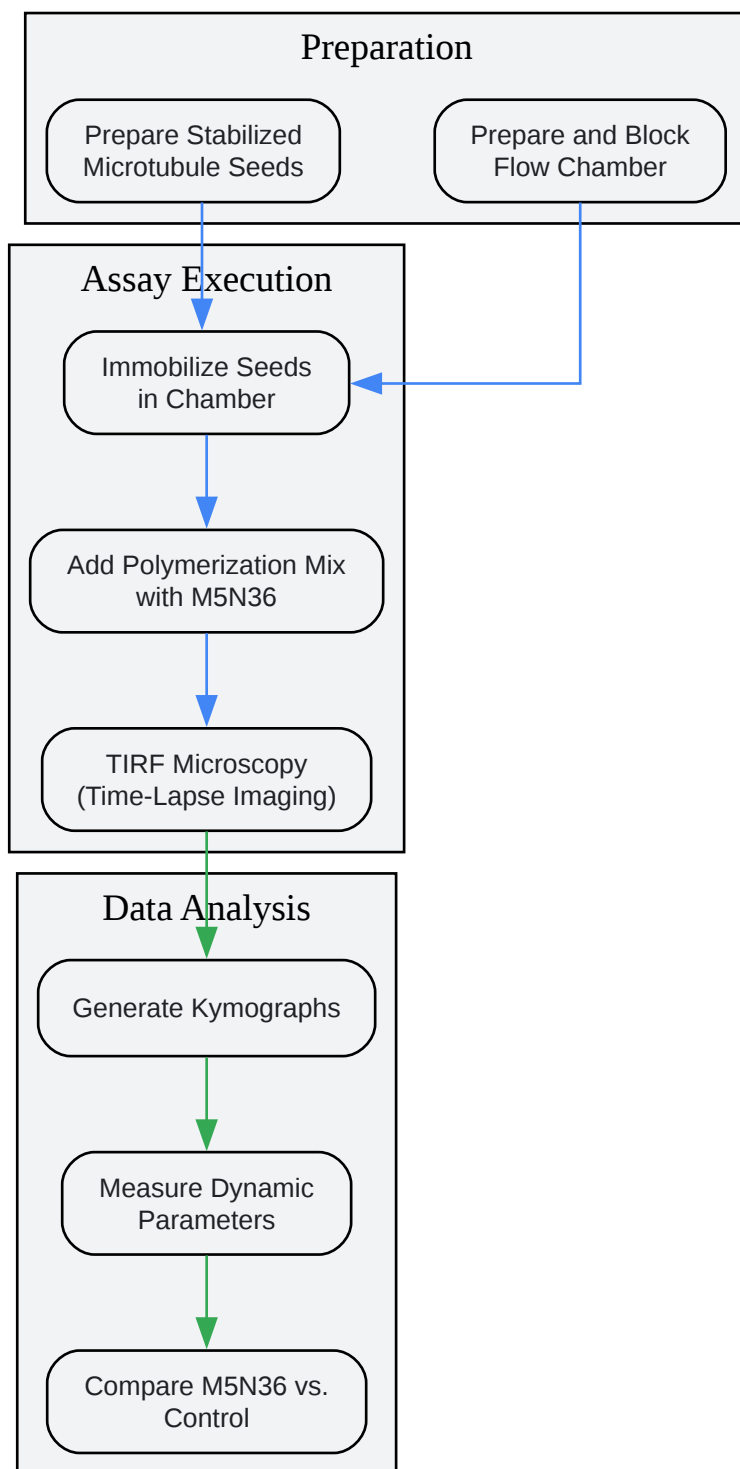 Preparation
Prepare Stabilized
Microtubule Seeds
Prepare and Block
Flow Chamber
Assay Execution
Immobilize Seeds
in Chamber
Add Polymerization Mix
with M5N36
TIRF Microscopy
(Time-Lapse Imaging)
Data Analysis
Generate Kymographs
Measure Dynamic
Parameters
Compare M5N36 vs.
Control